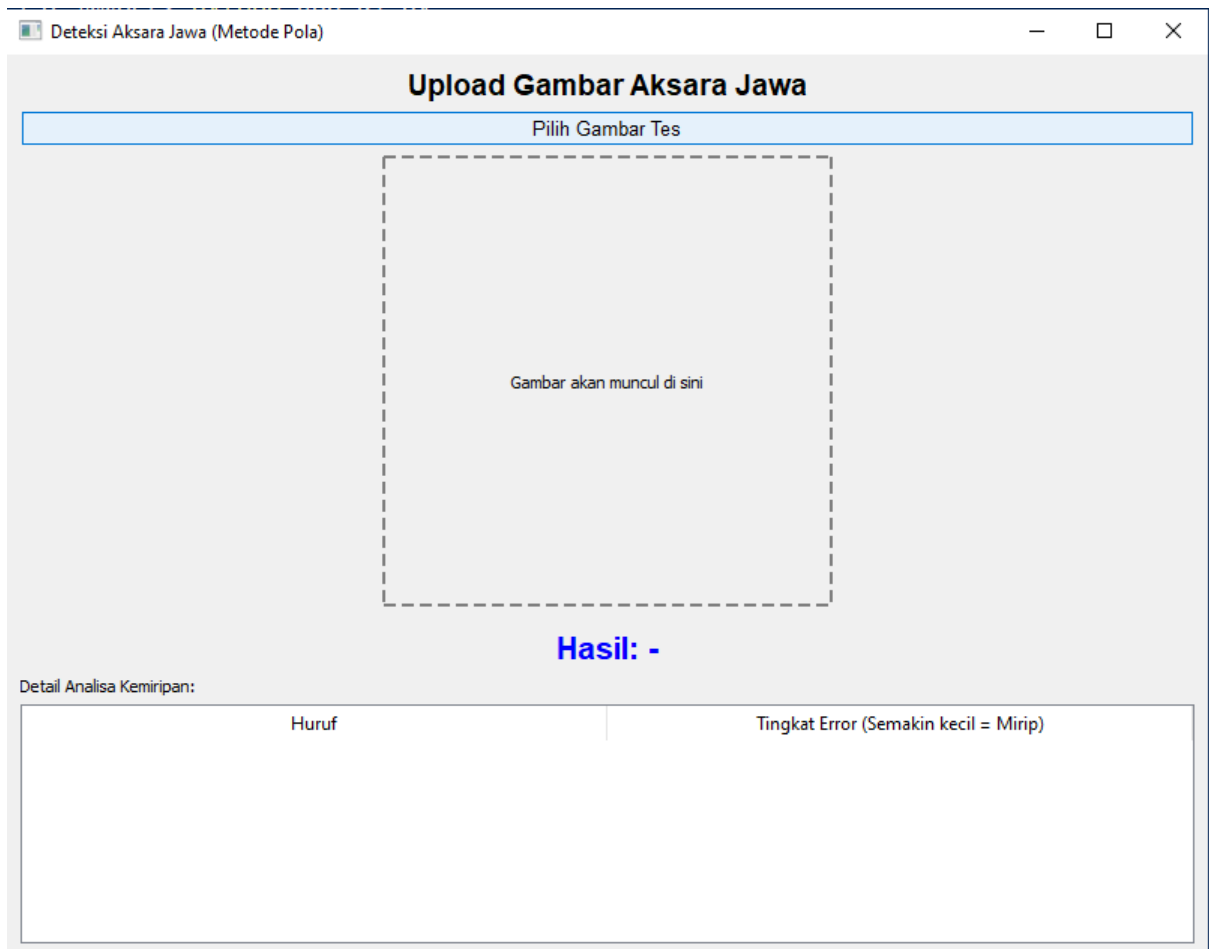 Deteksi Aksara Jawa (Metode Pola)
Upload Gambar Aksara Jawa
Pilih Gambar Tes
Gambar akan muncul di sini
Hasil: -
Detail Analisa Kemiripan:
Huruf Tingkat Error (Semakin kecil = Mirip)